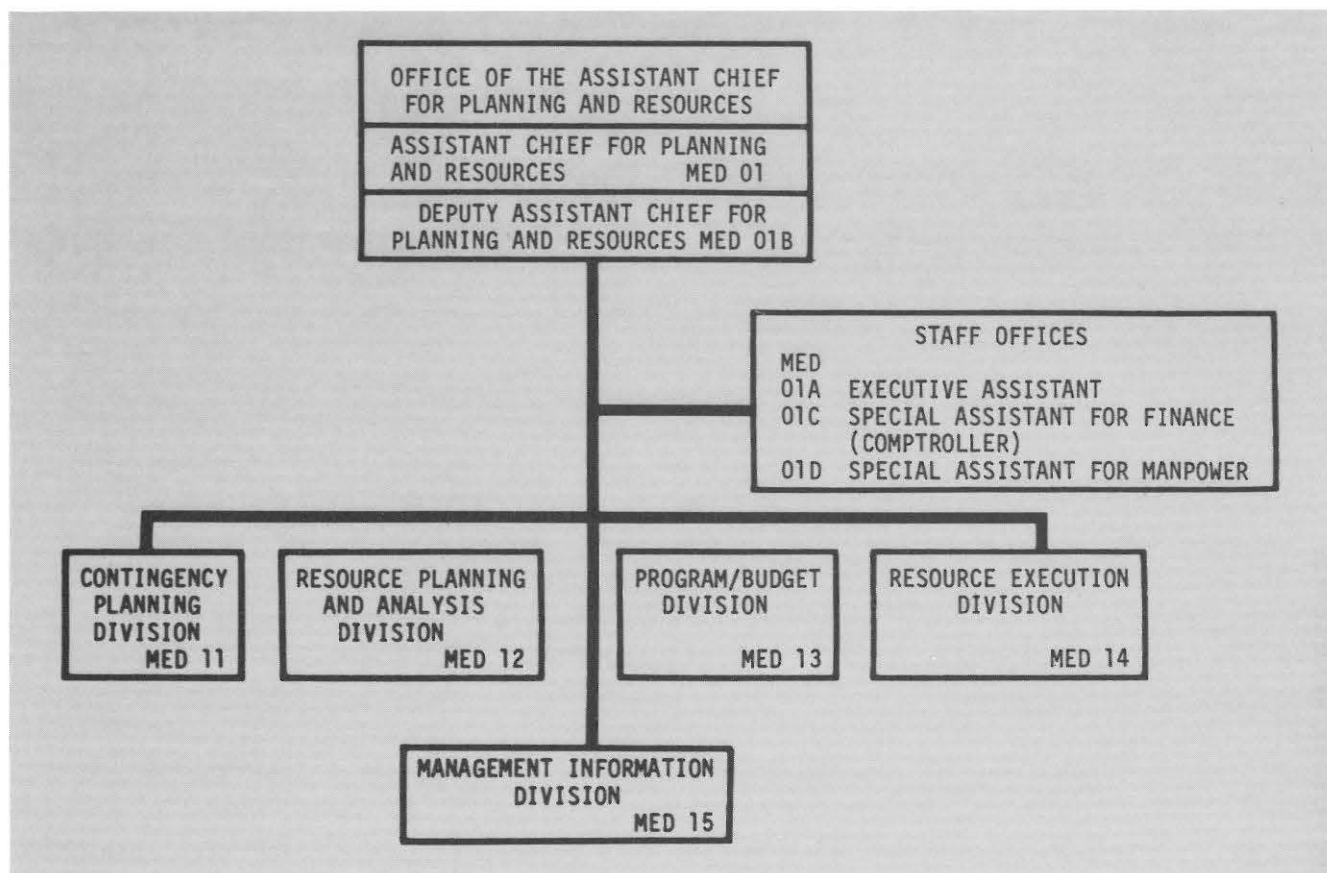 OFFICE OF THE ASSISTANT CHIEF
FOR PLANNING AND RESOURCES
ASSISTANT CHIEF FOR PLANNING
AND RESOURCES MED 01
DEPUTY ASSISTANT CHIEF FOR
PLANNING AND RESOURCES MED 01B
STAFF OFFICES
MED
01A EXECUTIVE ASSISTANT
01C SPECIAL ASSISTANT FOR FINANCE
(COMPTROLLER)
01D SPECIAL ASSISTANT FOR MANPOWER
CONTINGENCY
PLANNING
DIVISION
MED 11
RESOURCE PLANNING
AND ANALYSIS
DIVISION
MED 12
PROGRAM/BUDGET
DIVISION
MED 13
RESOURCE EXECUTION
DIVISION
MED 14
MANAGEMENT INFORMATION
DIVISION
MED 15